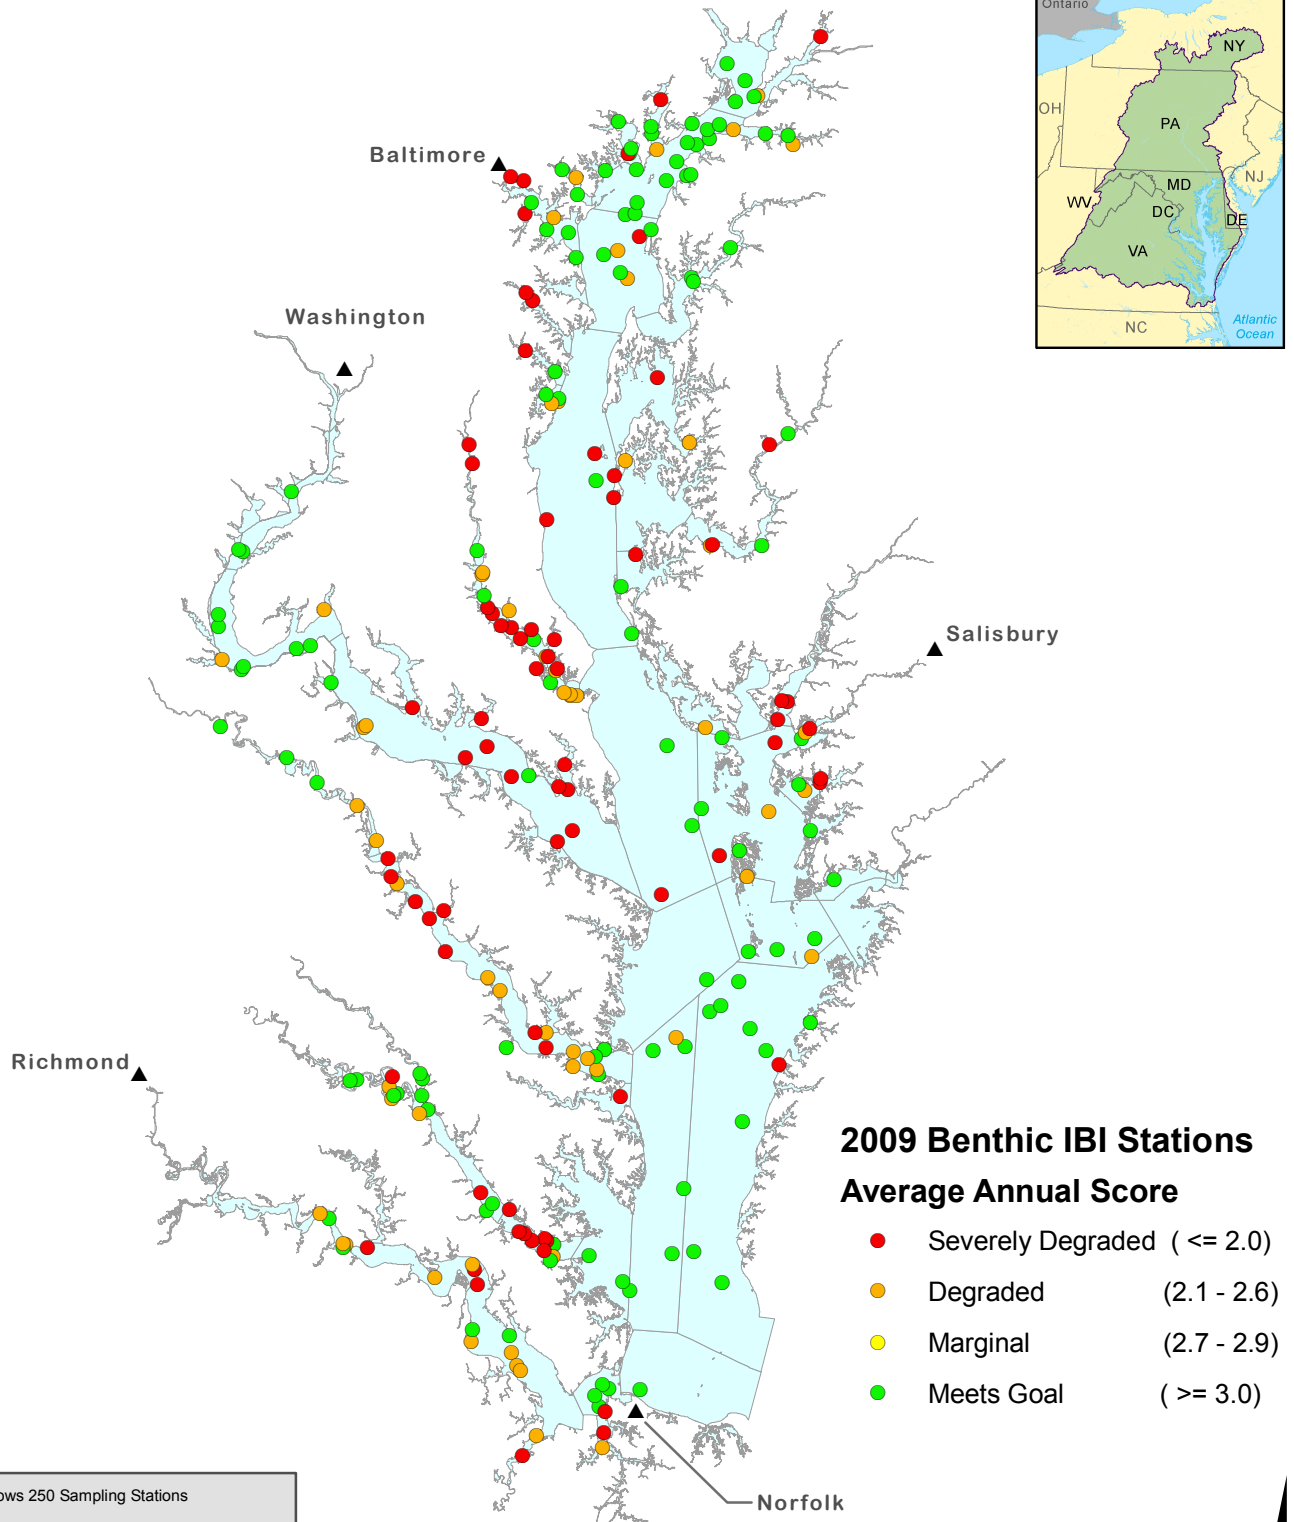 Ontario
NY
OH
PA
NJ
MD
WV
DC
DE
VA
NC
Atlantic
Ocean
Baltimore
Washington
Salisbury
Richmond
2009 Benthic IBI Stations
Average Annual Score
Severely Degraded ( <= 2.0)
Degraded (2.1 - 2.6)
Marginal (2.7 - 2.9)
Meets Goal ( >= 3.0)
Norfolk
250 Sampling Stations